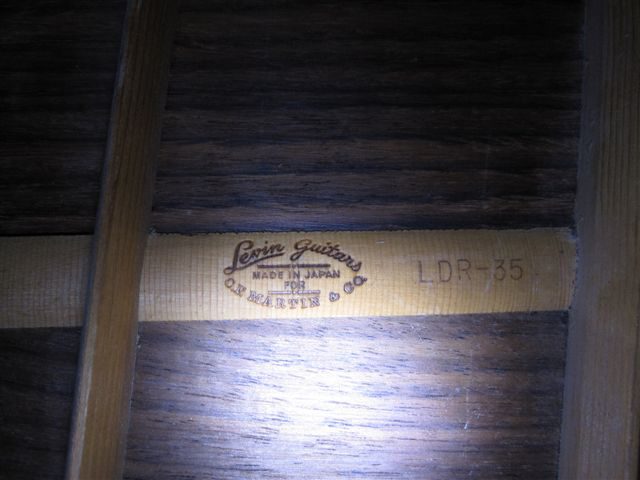 Levin Guitars
MADE IN JAPAN
FOR
C.F. MARTIN & CO.
LDR-35